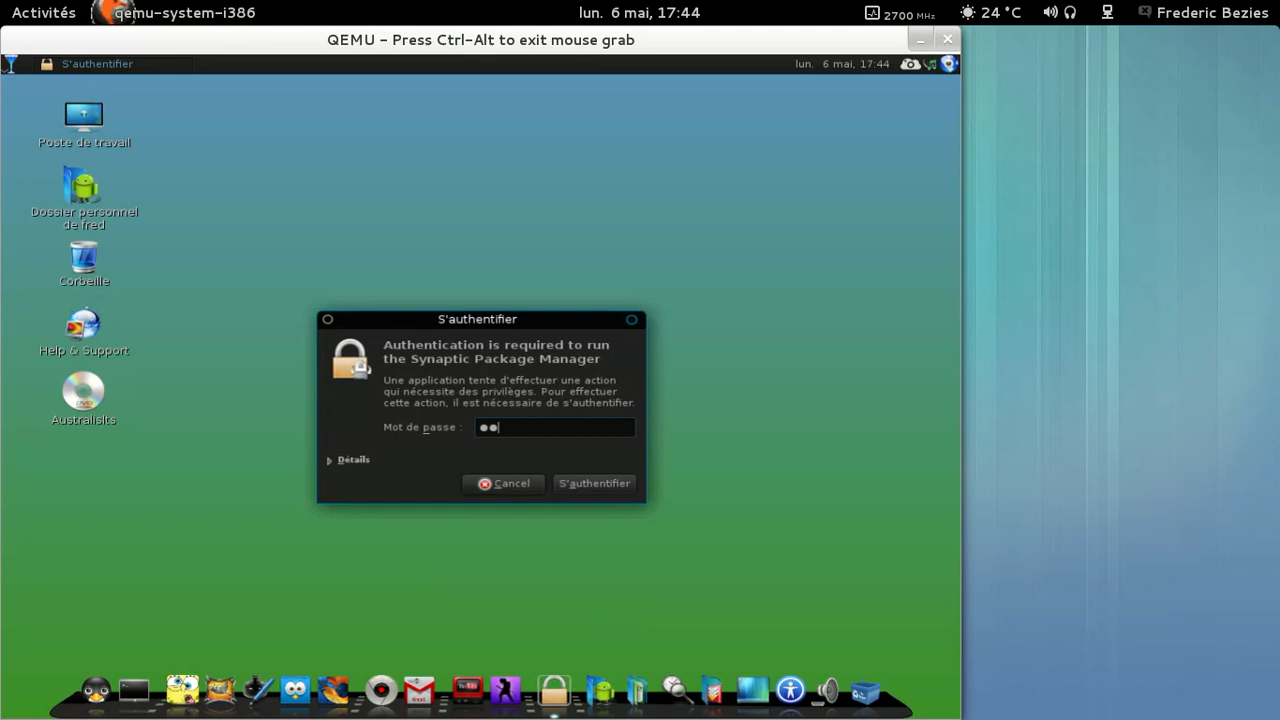 Activités qemu-system-i386 lun. 6 mai, 17:44 2700 MHz 24 °C Frederic Bezies
QEMU - Press Ctrl-Alt to exit mouse grab
S'authentifier lun. 6 mai, 17:44
Poste de travail
Dossier personnel
de fred
Corbeille
Help & Support
Australislts
S'authentifier
Authentication is required to run
the Synaptic Package Manager
Une application tente d'effectuer une action
qui nécessite des privilèges. Pour effectuer
cette action, il est nécessaire de s'authentifier.
Mot de passe :
Détails
Cancel S'authentifier